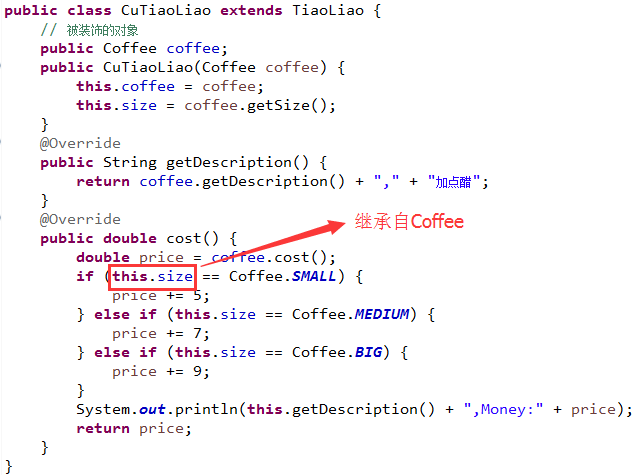 public class CuTiaoLiao extends TiaoLiao {
// 被装饰的对象
public Coffee coffee;
public CuTiaoLiao(Coffee coffee) {
this.coffee = coffee;
this.size = coffee.getSize();
}
@Override
public String getDescription() {
return coffee.getDescription() + "," + "加点醋";
}
@Override
继承自Coffee
public double cost() {
double price = coffee.cost();
if (this.size == Coffee.SMALL) {
price += 5;
} else if (this.size == Coffee.MEDIUM) {
price += 7;
} else if (this.size == Coffee.BIG) {
price += 9;
}
System.out.println(this.getDescription() + ",Money:" + price);
return price;
}
}